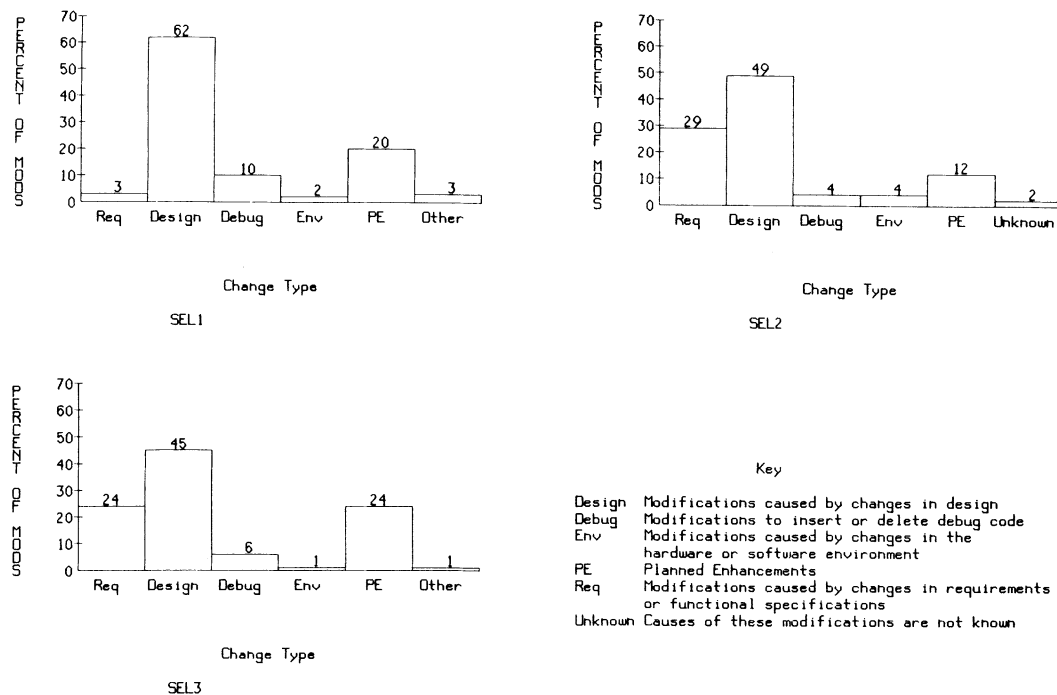 PERCENT OF MODS
70
60
50
40
30
20
10
0
3
62
10
2
20
3
Req Design Debug Env PE Other
Change Type
SEL1
PERCENT OF MODS
70
60
50
40
30
20
10
0
29
49
4
4
12
2
Req Design Debug Env PE Unknown
Change Type
SEL2
PERCENT OF MODS
70
60
50
40
30
20
10
0
24
45
6
1
24
1
Req Design Debug Env PE Other
Change Type
SEL3
Key
Design Modifications caused by changes in design
Debug Modifications to insert or delete debug code
Env Modifications caused by changes in the
hardware or software environment
PE Planned Enhancements
Req Modifications caused by changes in requirements
or functional specifications
Unknown Causes of these modifications are not known